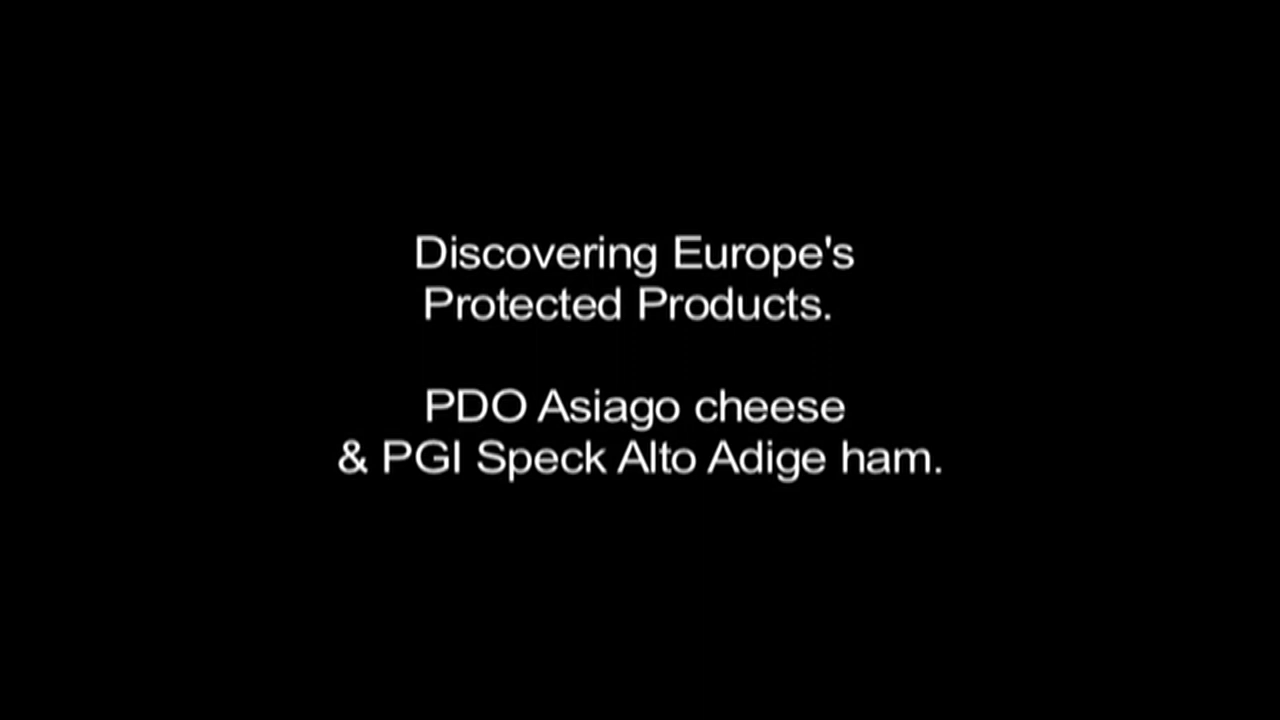 Discovering Europe's
Protected Products.
PDO Asiago cheese
& PGI Speck Alto Adige ham.